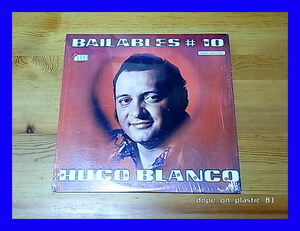 BAILABLES # 10
HUGO BLANCO
dope on plastic 81